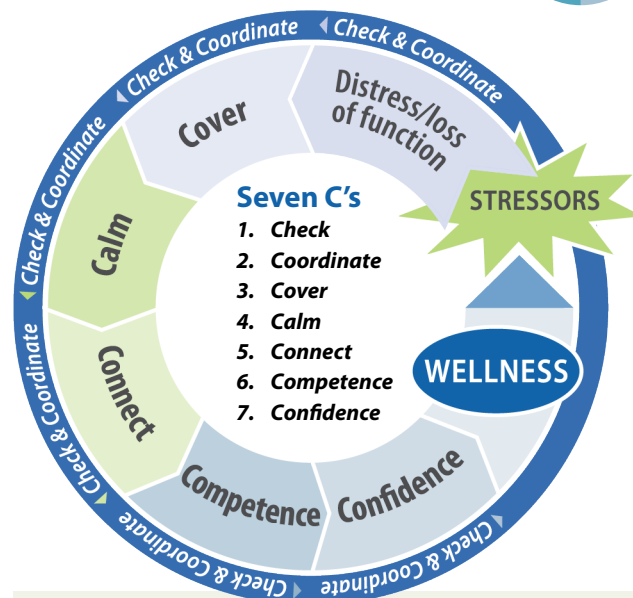 Check & Coordinate
Check & Coordinate
Check & Coordinate
Check & Coordinate
Check & Coordinate
Check & Coordinate
Check & Coordinate
Distress/loss
of function
Cover
Calm
Connect
Competence
Confidence
WELLNESS
STRESSORS
Seven C's
1. Check
2. Coordinate
3. Cover
4. Calm
5. Connect
6. Competence
7. Confidence